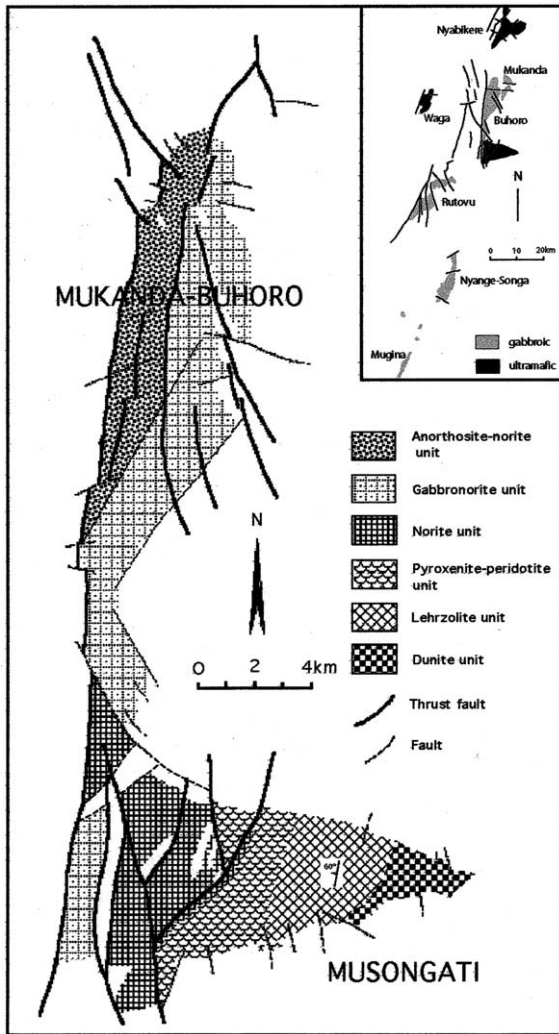 Nyabikere
Mukanda
Waga
Buhoro
N
Rutovu
0 10 20km
Nyange-Songa
Mugina
gabbroic
ultramafic
MUKANDA-BUHORO
Anorthosite-norite
unit
Gabbronorite unit
Norite unit
Pyroxenite-peridotite
unit
Lehrzolite unit
Dunite unit
Thrust fault
Fault
N
0 2 4km
60°
MUSONGATI